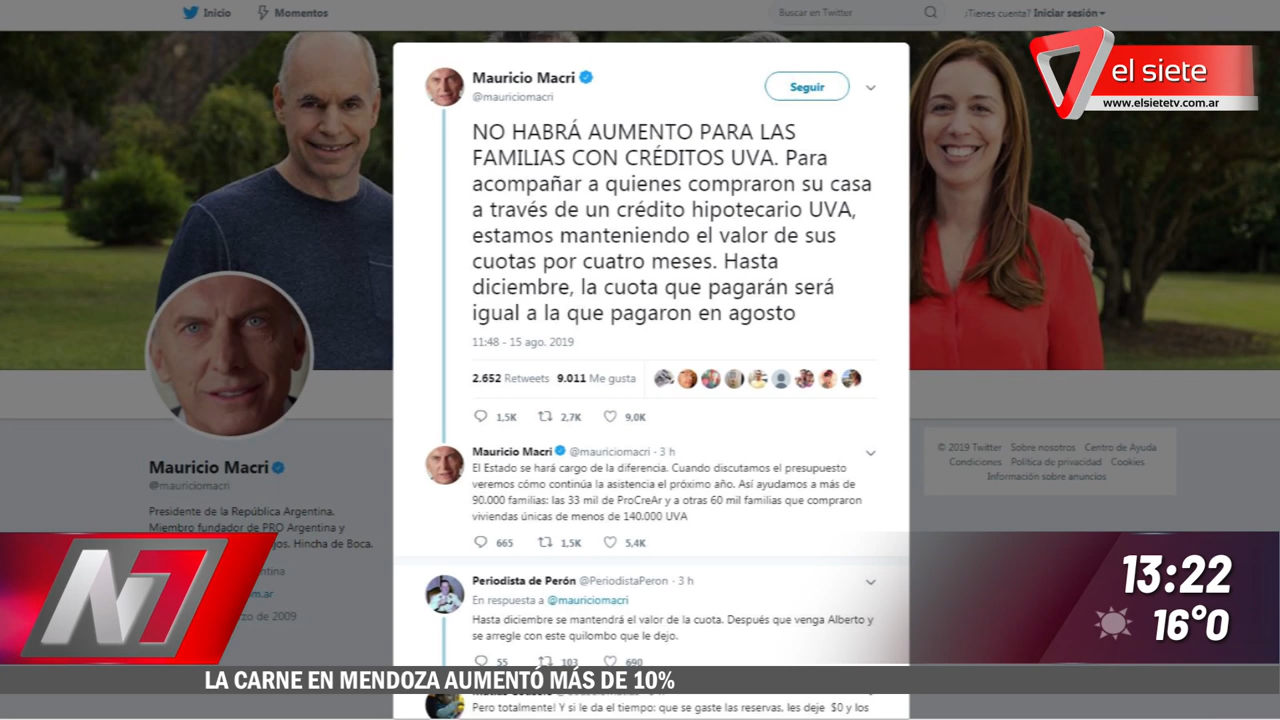 Inicio
Momentos
Buscar en Twitter
¿Tienes cuenta? Iniciar sesión
el siete
www.elsietetv.com.ar
Mauricio Macri
@mauriciomacri
Seguir
NO HABRÁ AUMENTO PARA LAS
FAMILIAS CON CRÉDITOS UVA. Para
acompañar a quienes compraron su casa
a través de un crédito hipotecario UVA,
estamos manteniendo el valor de sus
cuotas por cuatro meses. Hasta
diciembre, la cuota que pagarán será
igual a la que pagaron en agosto
11:48 - 15 ago. 2019
2.652 Retweets 9.011 Me gusta
1,5K 2,7K 9,0K
Mauricio Macri @mauriciomacri · 3 h
El Estado se hará cargo de la diferencia. Cuando discutamos el presupuesto
veremos cómo continúa la asistencia el próximo año. Así ayudamos a más de
90.000 familias: las 33 mil de ProCreAr y a otras 60 mil familias que compraron
viviendas únicas de menos de 140.000 UVA
665 1,5K 5,4K
Periodista de Perón @PeriodistaPeron · 3 h
En respuesta a @mauriciomacri
Hasta diciembre se mantendrá el valor de la cuota. Después que venga Alberto y
se arregle con este quilombo que le dejo.
55 103 690
Pero totalmente! Y si le da el tiempo: que se gaste las reservas, les deje $0 y los
Mauricio Macri
@mauriciomacri
Presidente de la República Argentina.
Miembro fundador de PRO Argentina y
Hincha de Boca.
de 2009
© 2019 Twitter Sobre nosotros Centro de Ayuda
Condiciones Política de privacidad Cookies
Información sobre anuncios
N7
13:22
16°0
LA CARNE EN MENDOZA AUMENTÓ MÁS DE 10%